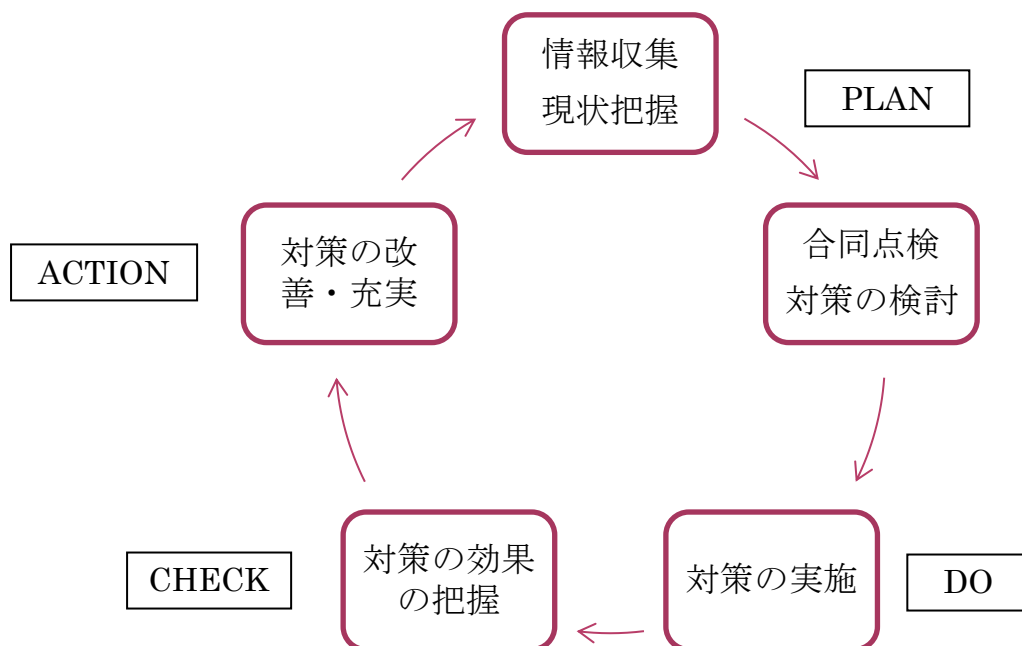 情報収集
現状把握
PLAN
合同点検
対策の検討
対策の実施
DO
対策の効果
の把握
CHECK
対策の改
善・充実
ACTION